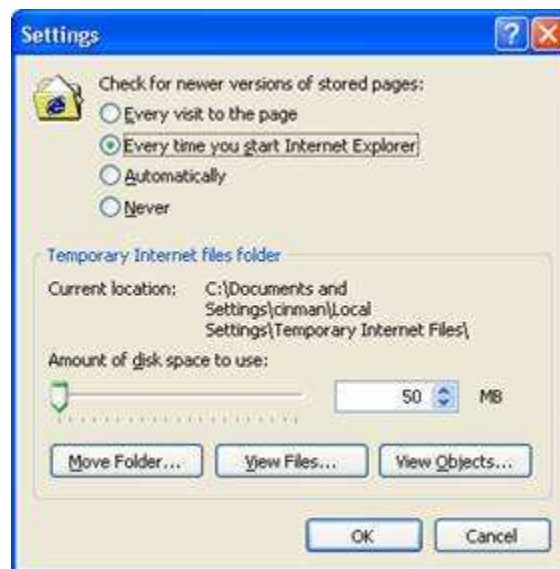 Settings
Check for newer versions of stored pages:
Every visit to the page
Every time you start Internet Explorer
Automatically
Never
Temporary Internet files folder
Current location: C:\Documents and
Settings\cinman\Local
Settings\Temporary Internet Files\
Amount of disk space to use:
50 MB
Move Folder... View Files... View Objects...
OK Cancel